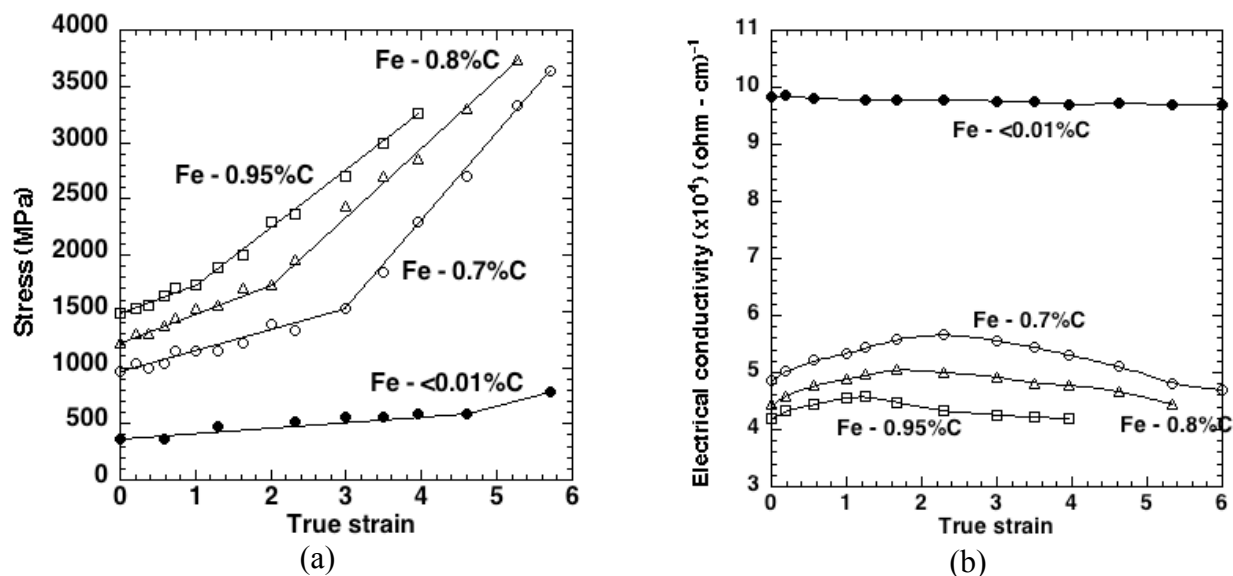 4000
3500
3000
2500
2000
1500
1000
500
0
Stress (MPa)
Fe - 0.8%C
Fe - 0.95%C
Fe - 0.7%C
Fe - <0.01%C
0 1 2 3 4 5 6
True strain
(a)
11
10
9
8
7
6
5
4
3
Electrical conductivity (x10⁴) (ohm - cm)⁻¹
Fe - <0.01%C
Fe - 0.7%C
Fe - 0.95%C
Fe - 0.8%C
0 1 2 3 4 5 6
True strain
(b)